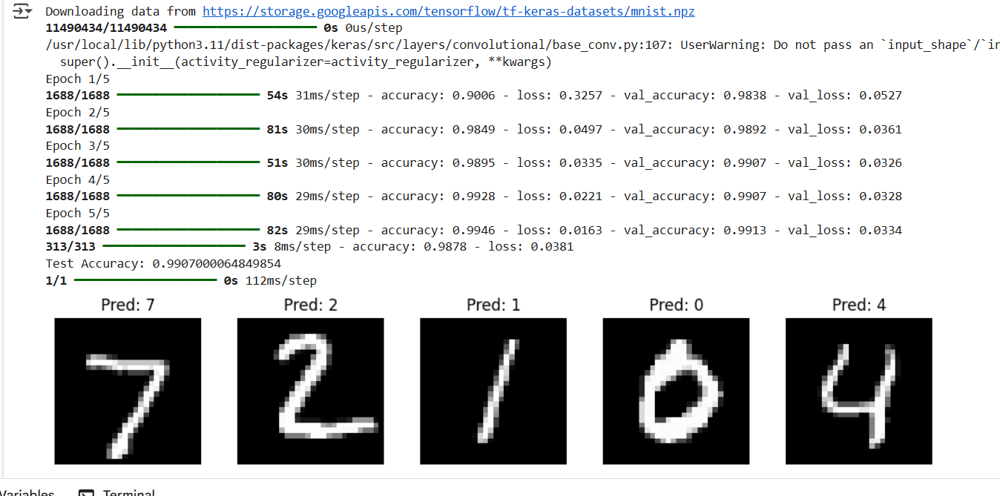 Downloading data from https://storage.googleapis.com/tensorflow/tf-keras-datasets/mnist.npz
11490434/11490434 ━━━━━━━━━━━━━━━━━━━━ 0s 0us/step
/usr/local/lib/python3.11/dist-packages/keras/src/layers/convolutional/base_conv.py:107: UserWarning: Do not pass an `input_shape`/`in
super().__init__(activity_regularizer=activity_regularizer, **kwargs)
Epoch 1/5
1688/1688 ━━━━━━━━━━━━━━━━━━━━ 54s 31ms/step - accuracy: 0.9006 - loss: 0.3257 - val_accuracy: 0.9838 - val_loss: 0.0527
Epoch 2/5
1688/1688 ━━━━━━━━━━━━━━━━━━━━ 81s 30ms/step - accuracy: 0.9849 - loss: 0.0497 - val_accuracy: 0.9892 - val_loss: 0.0361
Epoch 3/5
1688/1688 ━━━━━━━━━━━━━━━━━━━━ 51s 30ms/step - accuracy: 0.9895 - loss: 0.0335 - val_accuracy: 0.9907 - val_loss: 0.0326
Epoch 4/5
1688/1688 ━━━━━━━━━━━━━━━━━━━━ 80s 29ms/step - accuracy: 0.9928 - loss: 0.0221 - val_accuracy: 0.9907 - val_loss: 0.0328
Epoch 5/5
1688/1688 ━━━━━━━━━━━━━━━━━━━━ 82s 29ms/step - accuracy: 0.9946 - loss: 0.0163 - val_accuracy: 0.9913 - val_loss: 0.0334
313/313 ━━━━━━━━━━━━━━━━━━━━ 3s 8ms/step - accuracy: 0.9878 - loss: 0.0381
Test Accuracy: 0.9907000064849854
1/1 ━━━━━━━━━━━━━━━━━━━━ 0s 112ms/step
Pred: 7 Pred: 2 Pred: 1 Pred: 0 Pred: 4
7 2 1 0 4
Variables Terminal